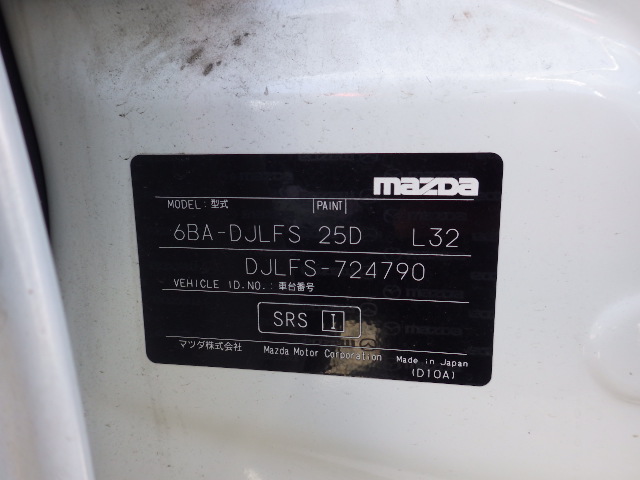 mazda
MODEL: 型式 PAINT
6BA-DJLFS 25D L32
DJLFS-724790
VEHICLE ID.NO.: 車台番号
SRS I
マツダ株式会社 Mazda Motor Corporation Made in Japan
(D10A)